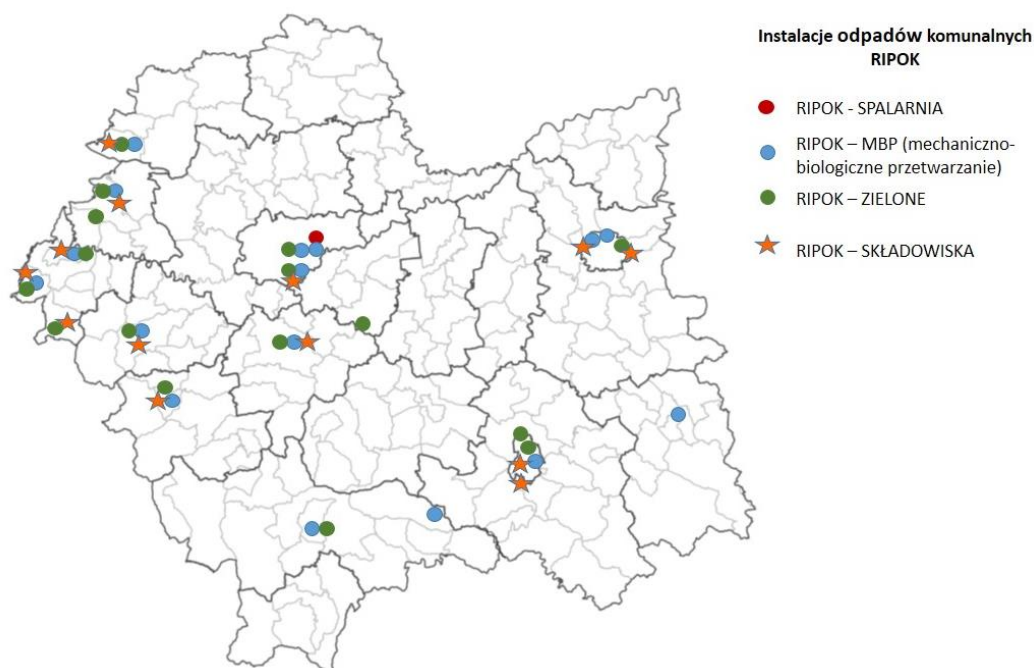 Instalacje odpadów komunalnych
RIPOK
RIPOK - SPALARNIA
RIPOK – MBP (mechaniczno-
biologiczne przetwarzanie)
RIPOK – ZIELONE
RIPOK – SKŁADOWISKA